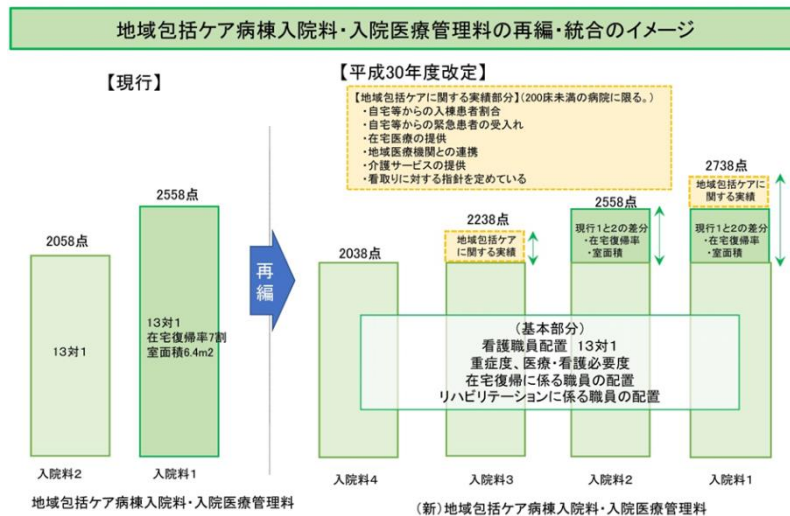 地域包括ケア病棟入院料・入院医療管理料の再編・統合のイメージ
【現行】
2058点
2558点
13対1
13対1
在宅復帰率7割
室面積6.4m2
入院料2
入院料1
地域包括ケア病棟入院料・入院医療管理料
再編
【平成30年度改定】
【地域包括ケアに関する実績部分】(200床未満の病院に限る。)
・自宅等からの入棟患者割合
・自宅等からの緊急患者の受入れ
・在宅医療の提供
・地域医療機関との連携
・介護サービスの提供
・看取りに対する指針を定めている
2038点
2238点
地域包括ケア
に関する実績
2558点
現行1と2の差分
・在宅復帰率
・室面積
2738点
地域包括ケアに
関する実績
現行1と2の差分
・在宅復帰率
・室面積
(基本部分)
看護職員配置 13対1
重症度、医療・看護必要度
在宅復帰に係る職員の配置
リハビリテーションに係る職員の配置
入院料4
入院料3
入院料2
入院料1
(新)地域包括ケア病棟入院料・入院医療管理料